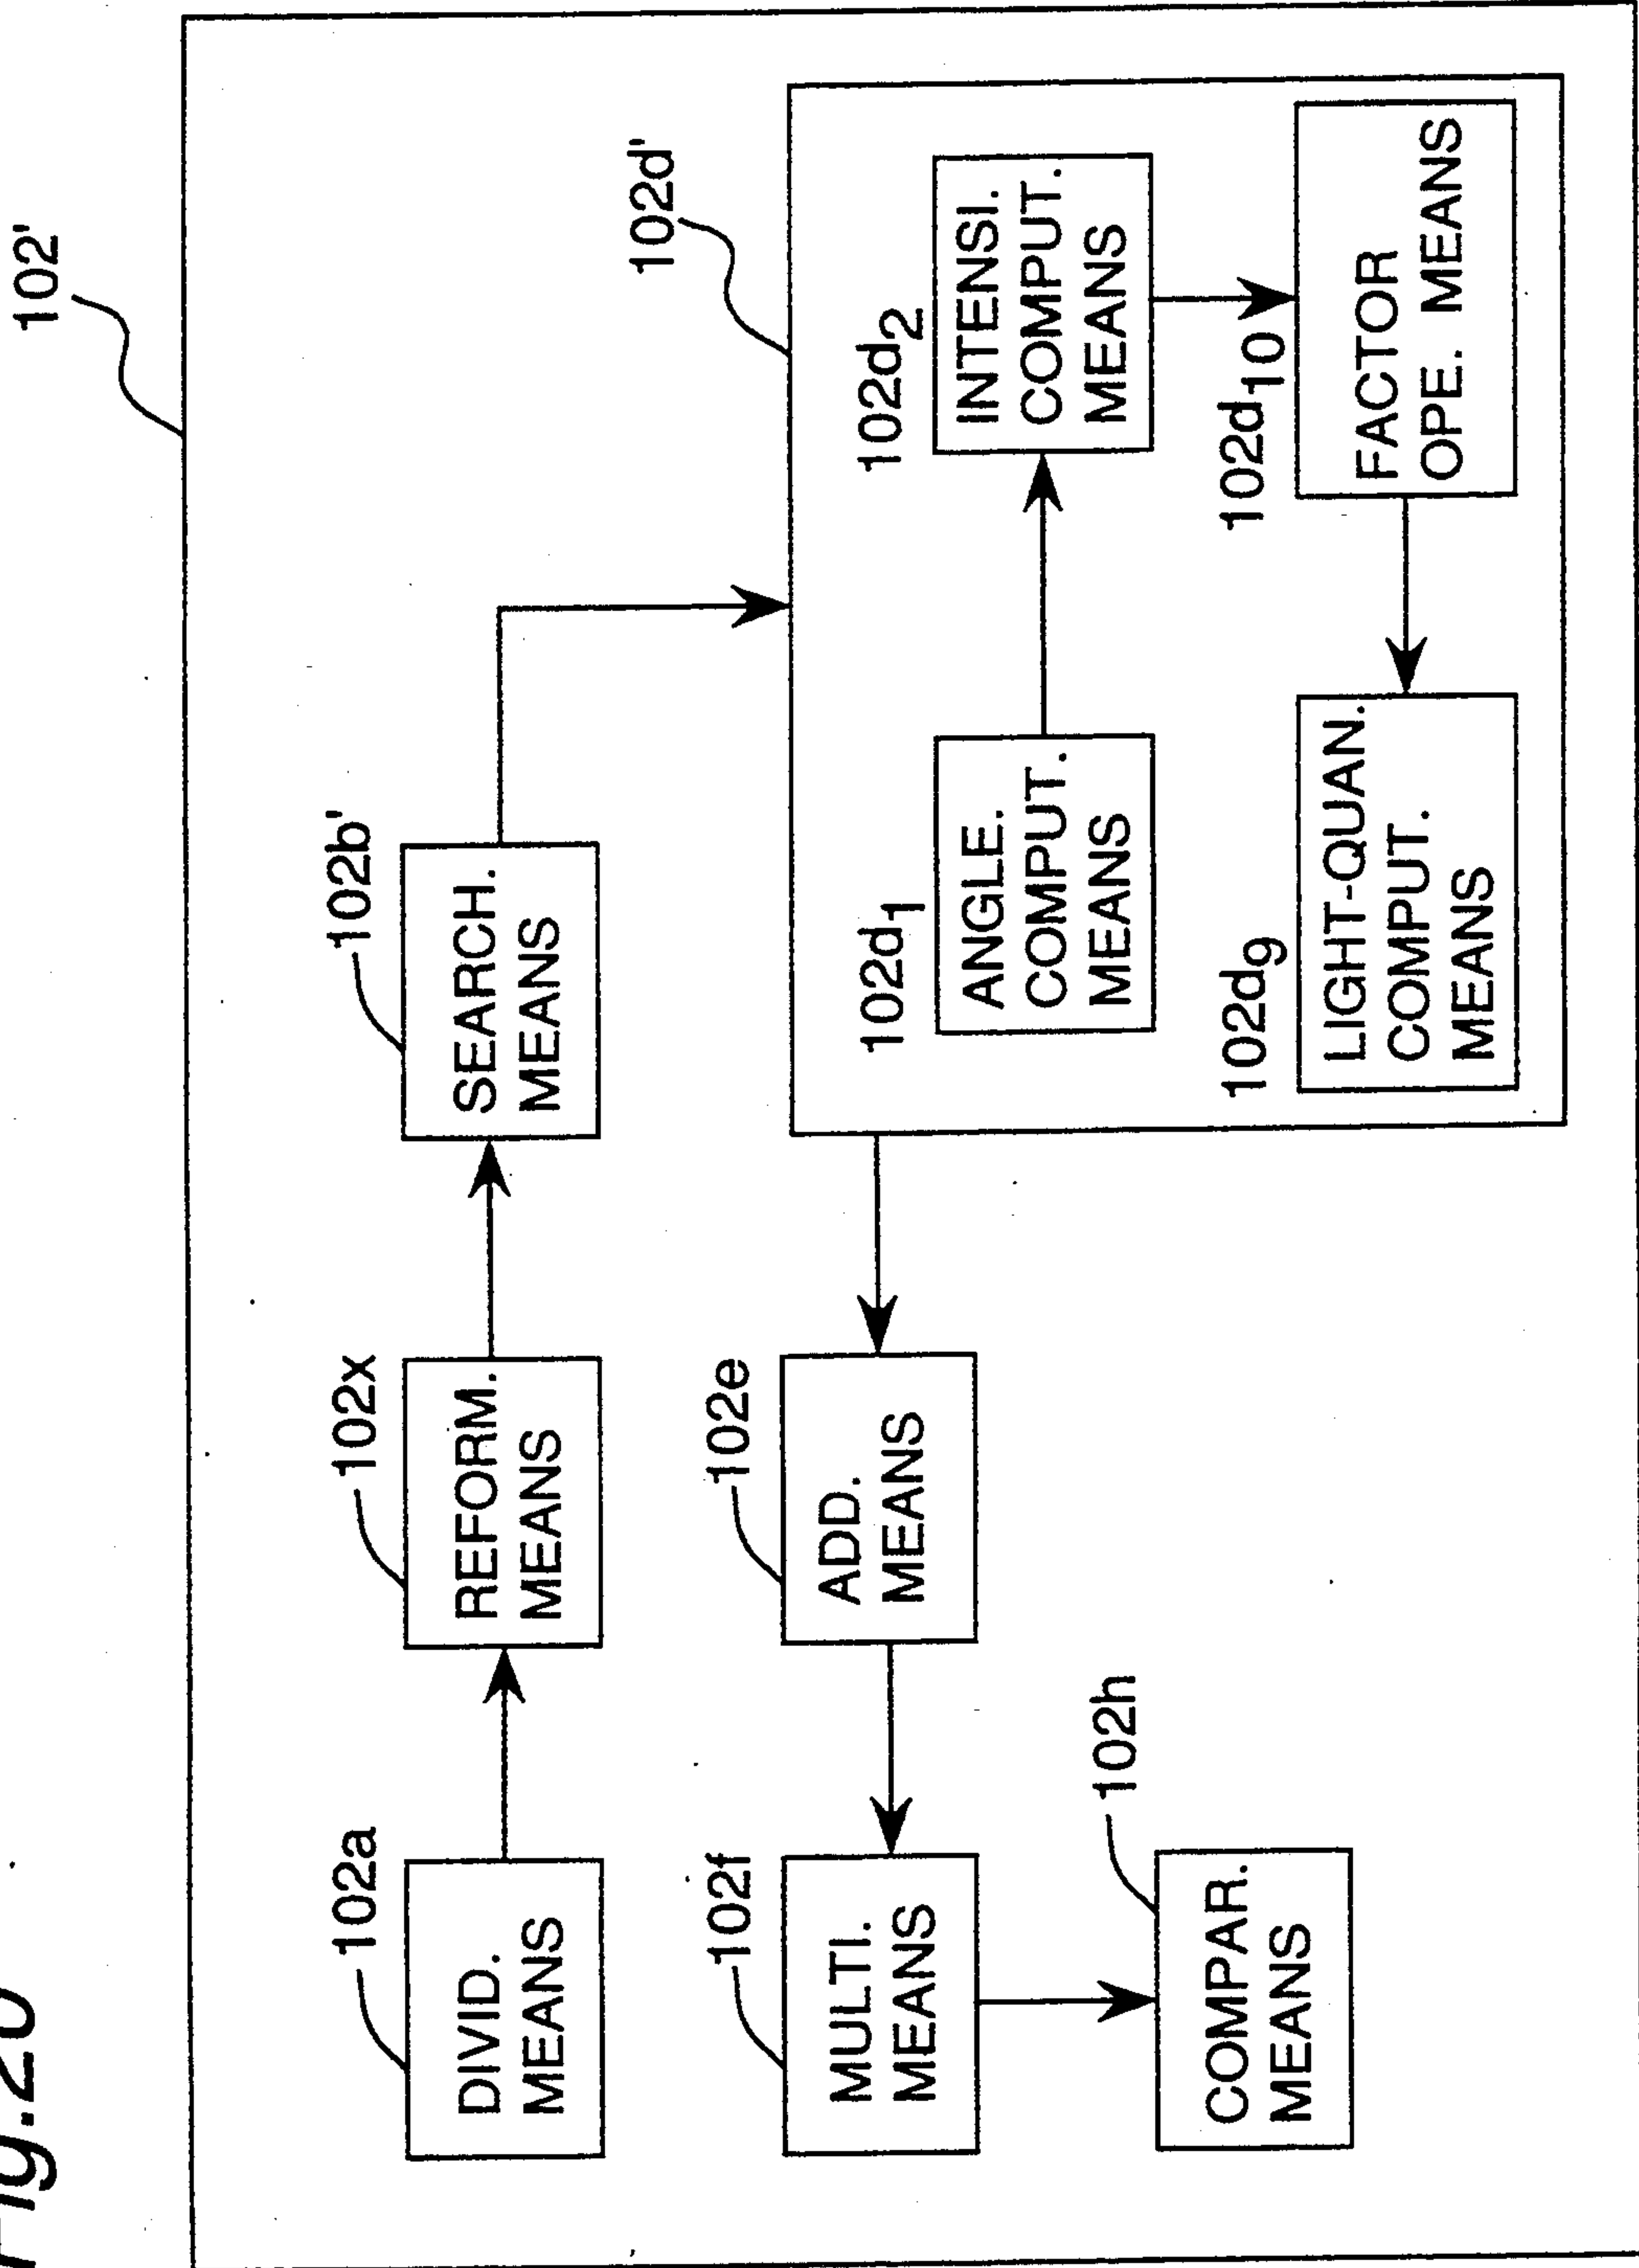 Fig.20
102'
102a
DIVID.
MEANS
102x
REFORM.
MEANS
102b'
SEARCH.
MEANS
102d'
102f
MULTI.
MEANS
102e
ADD.
MEANS
102d1
ANGLE.
COMPUT.
MEANS
102d2
INTENSI.
COMPUT.
MEANS
102h
COMPAR.
MEANS
102d9
LIGHT-QUAN.
COMPUT.
MEANS
102d10
FACTOR
OPE. MEANS